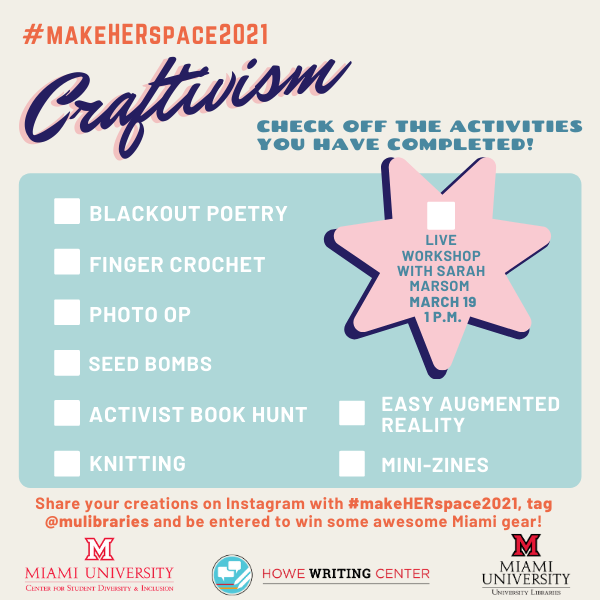 #MAKEHERSPACE2021
Craftivism
CHECK OFF THE ACTIVITIES
YOU HAVE COMPLETED!
BLACKOUT POETRY
FINGER CROCHET
PHOTO OP
SEED BOMBS
ACTIVIST BOOK HUNT
KNITTING
LIVE
WORKSHOP
WITH SARAH
MARSOM
MARCH 19
1 P.M.
EASY AUGMENTED
REALITY
MINI-ZINES
Share your creations on Instagram with #makeHERspace2021, tag
@mulibraries and be entered to win some awesome Miami gear!
M
MIAMI UNIVERSITY
CENTER FOR STUDENT DIVERSITY & INCLUSION
HOWE WRITING CENTER
M
MIAMI
UNIVERSITY
UNIVERSITY LIBRARIES